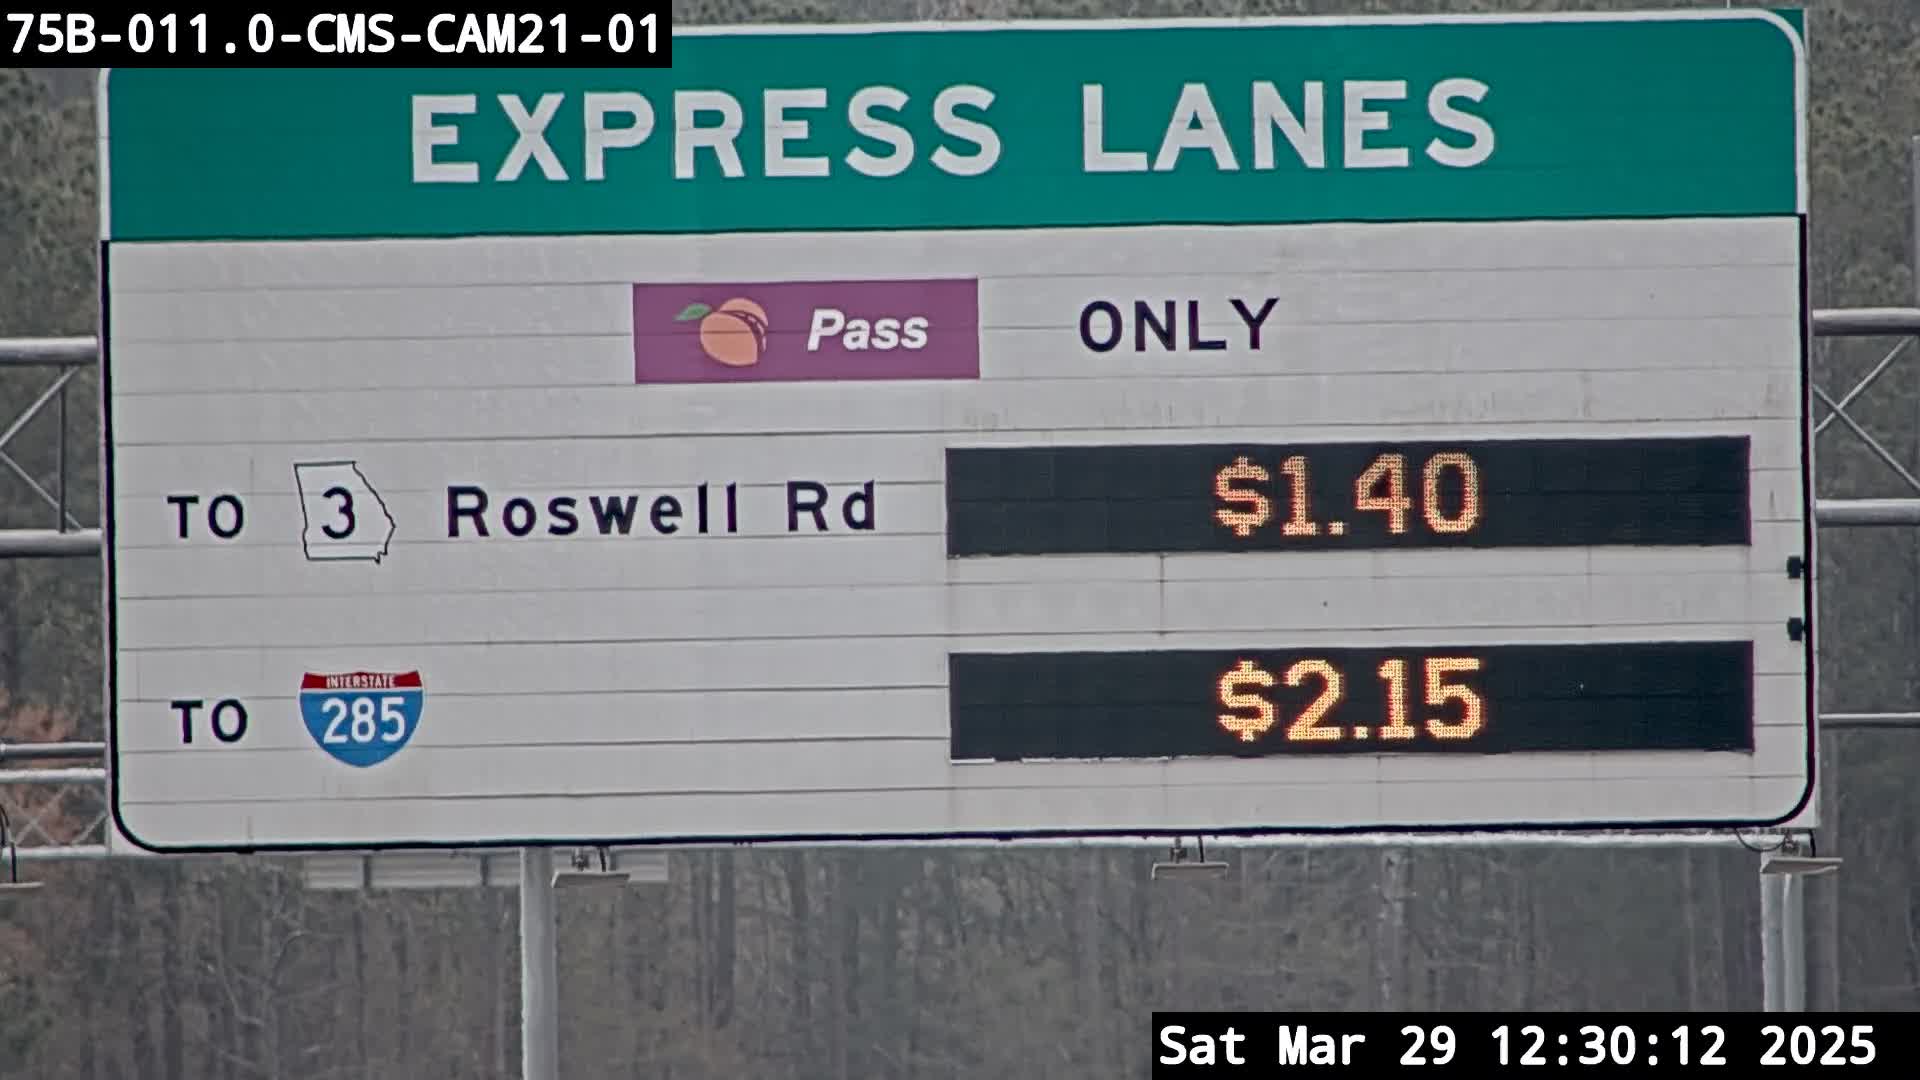 75B-011.0-CMS-CAM21-01
EXPRESS LANES
Pass ONLY
TO 3 Roswell Rd $1.40
TO INTERSTATE 285 $2.15
Sat Mar 29 12:30:12 2025